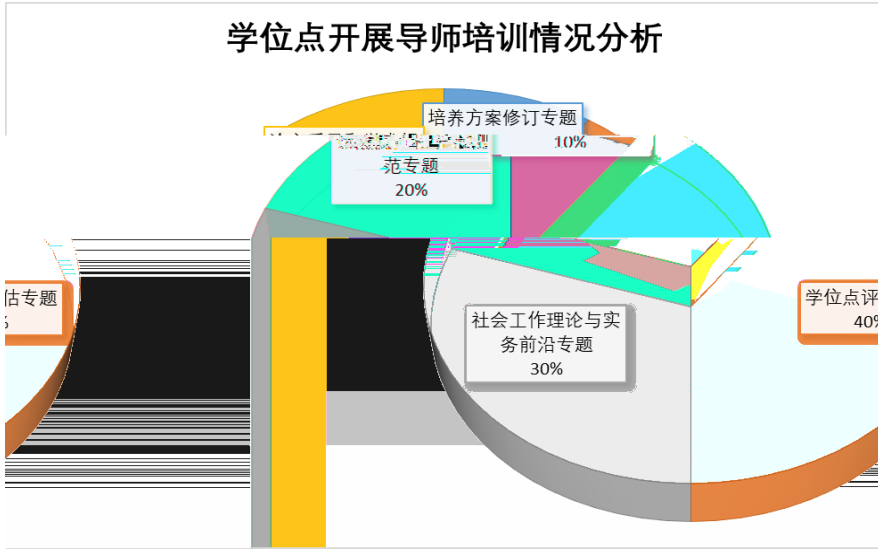 学位点开展导师培训情况分析
培养方案修订专题
10%
范专题
20%
估专题
学位点评
社会工作理论与实
40%
务前沿专题
30%